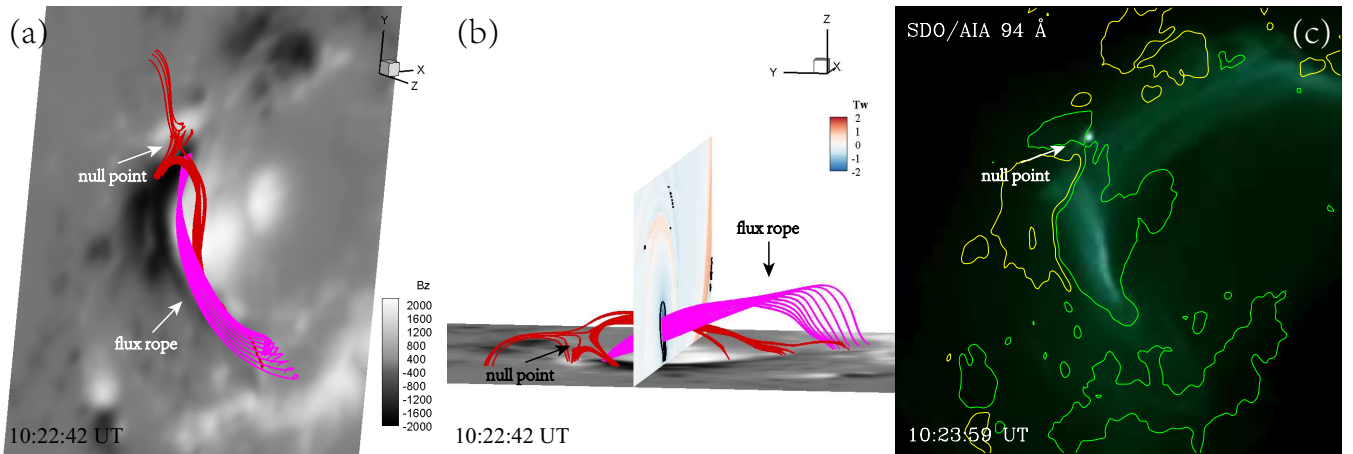 (a)
Y
X
Z
null point
flux rope
Bz
2000
1600
1200
800
400
0
-400
-800
-1200
-1600
-2000
10:22:42 UT
(b)
Z
Y
X
Tw
2
1
0
-1
-2
flux rope
null point
10:22:42 UT
SDO/AIA 94 Å
(c)
null point
10:23:59 UT